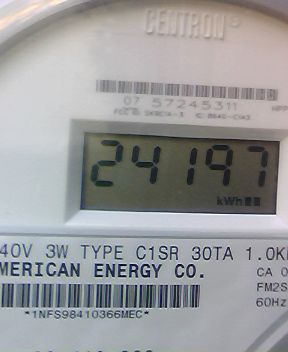 CENTRON®
07 57245311
24197
kWh
40V 3W TYPE C1SR 30TA 1.0K
MERICAN ENERGY CO.
CA 0
FM2S
60Hz
*1NFS98410366MEC*